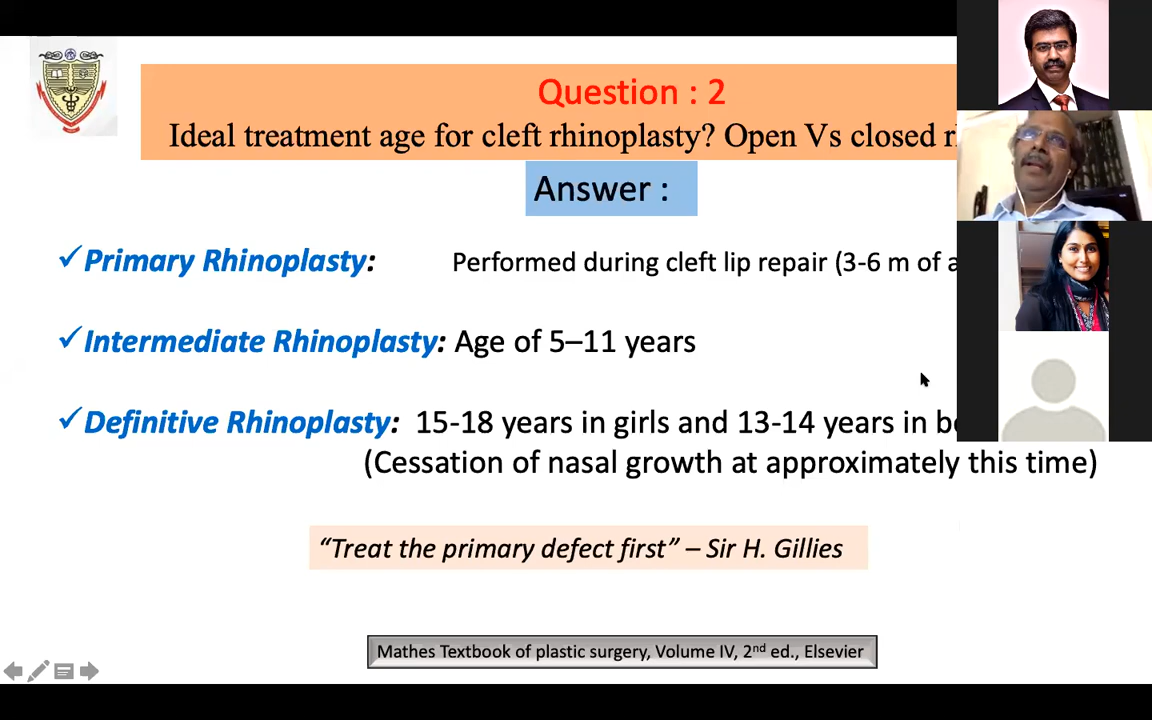 Question : 2
Ideal treatment age for cleft rhinoplasty? Open Vs closed
Answer :
✓Primary Rhinoplasty: Performed during cleft lip repair (3-6 m of
✓Intermediate Rhinoplasty: Age of 5–11 years
✓Definitive Rhinoplasty: 15-18 years in girls and 13-14 years in
(Cessation of nasal growth at approximately this time)
“Treat the primary defect first” – Sir H. Gillies
Mathes Textbook of plastic surgery, Volume IV, 2nd ed., Elsevier